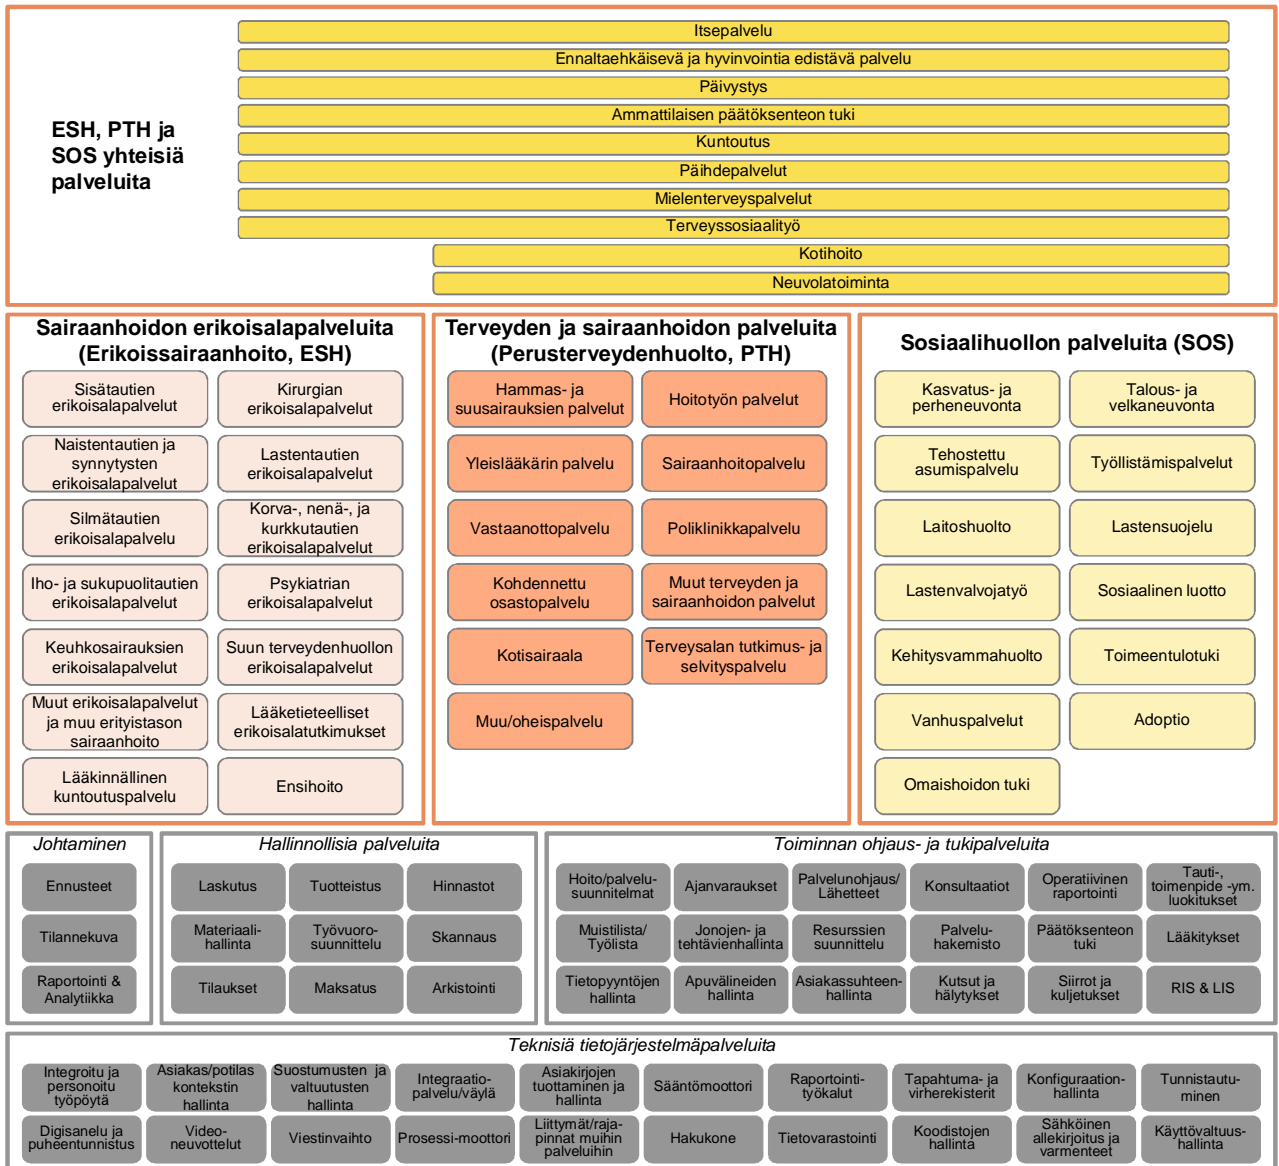 ESH, PTH ja
SOS yhteisiä
palveluita
Itsepalvelu
Ennaltaehkäisevä ja hyvinvointia edistävä palvelu
Päivystys
Ammattilaisen päätöksenteon tuki
Kuntoutus
Päihdepalvelut
Mielenterveyspalvelut
Terveyssosiaalityö
Kotihoito
Neuvolatoiminta
Sairaanhoidon erikoisalapalveluita
(Erikoissairaanhoito, ESH)
Sisätautien
erikoisalapalvelut
Kirurgian
erikoisalapalvelut
Naistentautien ja
synnytysten
erikoisalapalvelut
Lastentautien
erikoisalapalvelut
Silmätautien
erikoisalapalvelu
Korva-, nenä-, ja
kurkkutautien
erikoisalapalvelut
Iho- ja sukupuolitautien
erikoisalapalvelut
Psykiatrian
erikoisalapalvelut
Keuhkosairauksien
erikoisalapalvelut
Suun terveydenhuollon
erikoisalapalvelut
Muut erikoisalapalvelut
ja muu erityistason
sairaanhoito
Lääketieteelliset
erikoisalatutkimukset
Lääkinnällinen
kuntoutuspalvelu
Ensihoito
Terveyden ja sairaanhoidon palveluita
(Perusterveydenhuolto, PTH)
Hammas- ja
suusairauksien palvelut
Hoitotyön palvelut
Yleislääkärin palvelu
Sairaanhoitopalvelu
Vastaanottopalvelu
Poliklinikkapalvelu
Kohdennettu
osastopalvelu
Muut terveyden ja
sairaanhoidon palvelut
Kotisairaala
Terveysalan tutkimus- ja
selvityspalvelu
Muu/oheispalvelu
Sosiaalihuollon palveluita (SOS)
Kasvatus- ja
perheneuvonta
Talous- ja
velkaneuvonta
Tehostettu
asumispalvelu
Työllistämispalvelut
Laitoshuolto
Lastensuojelu
Lastenvalvojatyö
Sosiaalinen luotto
Kehitysvammahuolto
Toimeentulotuki
Vanhuspalvelut
Adoptio
Omaishoidon tuki
Johtaminen
Ennusteet
Tilannekuva
Raportointi &
Analytiikka
Hallinnollisia palveluita
Laskutus
Tuotteistus
Hinnastot
Materiaali-
hallinta
Työvuoro-
suunnittelu
Skannaus
Tilaukset
Maksatus
Arkistointi
Toiminnan ohjaus- ja tukipalveluita
Hoito/palvelu-
suunnitelmat
Ajanvaraukset
Palvelunohjaus/
Lähetteet
Konsultaatiot
Operatiivinen
raportointi
Tauti-,
toimenpide -ym.
luokitukset
Muistilista/
Työlista
Jonojen- ja
tehtävienhallinta
Resurssien
suunnittelu
Palvelu-
hakemisto
Päätöksenteon
tuki
Lääkitykset
Tietopyyntöjen
hallinta
Apuvälineiden
hallinta
Asiakassuhteen-
hallinta
Kutsut ja
hälytykset
Siirrot ja
kuljetukset
RIS & LIS
Teknisiä tietojärjestelmäpalveluita
Integroitu ja
personoitu
työpöytä
Asiakas/potilas
kontekstin
hallinta
Suostumusten ja
valtuutusten
hallinta
Integraatio-
palvelu/väylä
Asiakirjojen
tuottaminen ja
hallinta
Sääntömoottori
Raportointi-
työkalut
Tapahtuma- ja
virherekisterit
Konfiguraation-
hallinta
Tunnistautu-
minen
Digisanelu ja
puheentunnistus
Video-
neuvottelut
Viestinvaihto
Prosessi-moottori
Liittymät/raja-
pinnat muihin
palveluihin
Hakukone
Tietovarastointi
Koodistojen
hallinta
Sähköinen
allekirjoitus ja
varmenteet
Käyttövaltuus-
hallinta